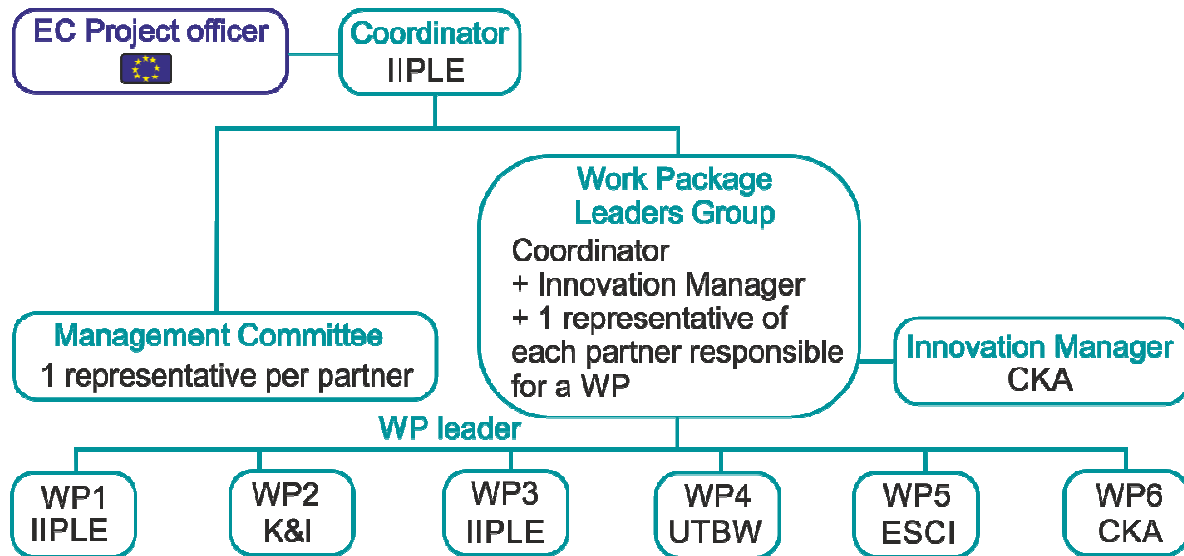 EC Project officer
Coordinator
IIPLE
Work Package
Leaders Group
Coordinator
+ Innovation Manager
+ 1 representative of
each partner responsible
for a WP
Management Committee
1 representative per partner
Innovation Manager
CKA
WP leader
WP1
IIPLE
WP2
K&I
WP3
IIPLE
WP4
UTBW
WP5
ESCI
WP6
CKA